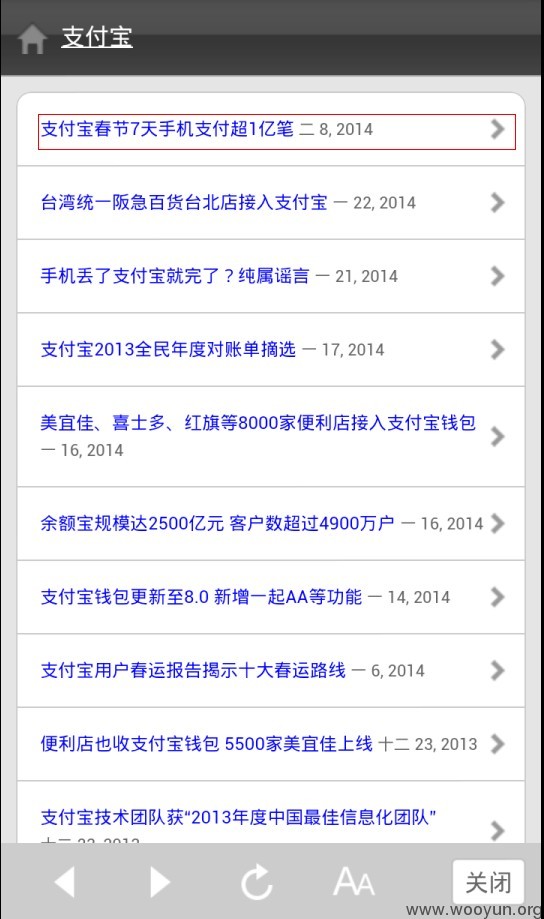 支付宝
支付宝春节7天手机支付超1亿笔 二 8, 2014
台湾统一阪急百货台北店接入支付宝 一 22, 2014
手机丢了支付宝就完了？纯属谣言 一 21, 2014
支付宝2013全民年度对账单摘选 一 17, 2014
美宜佳、喜士多、红旗等8000家便利店接入支付宝钱包
一 16, 2014
余额宝规模达2500亿元 客户数超过4900万户 一 16, 2014
支付宝钱包更新至8.0 新增一起AA等功能 一 14, 2014
支付宝用户春运报告揭示十大春运路线 一 6, 2014
便利店也收支付宝钱包 5500家美宜佳上线 十二 23, 2013
支付宝技术团队获“2013年度中国最佳信息化团队”
AA
关闭
www.wooyun.org